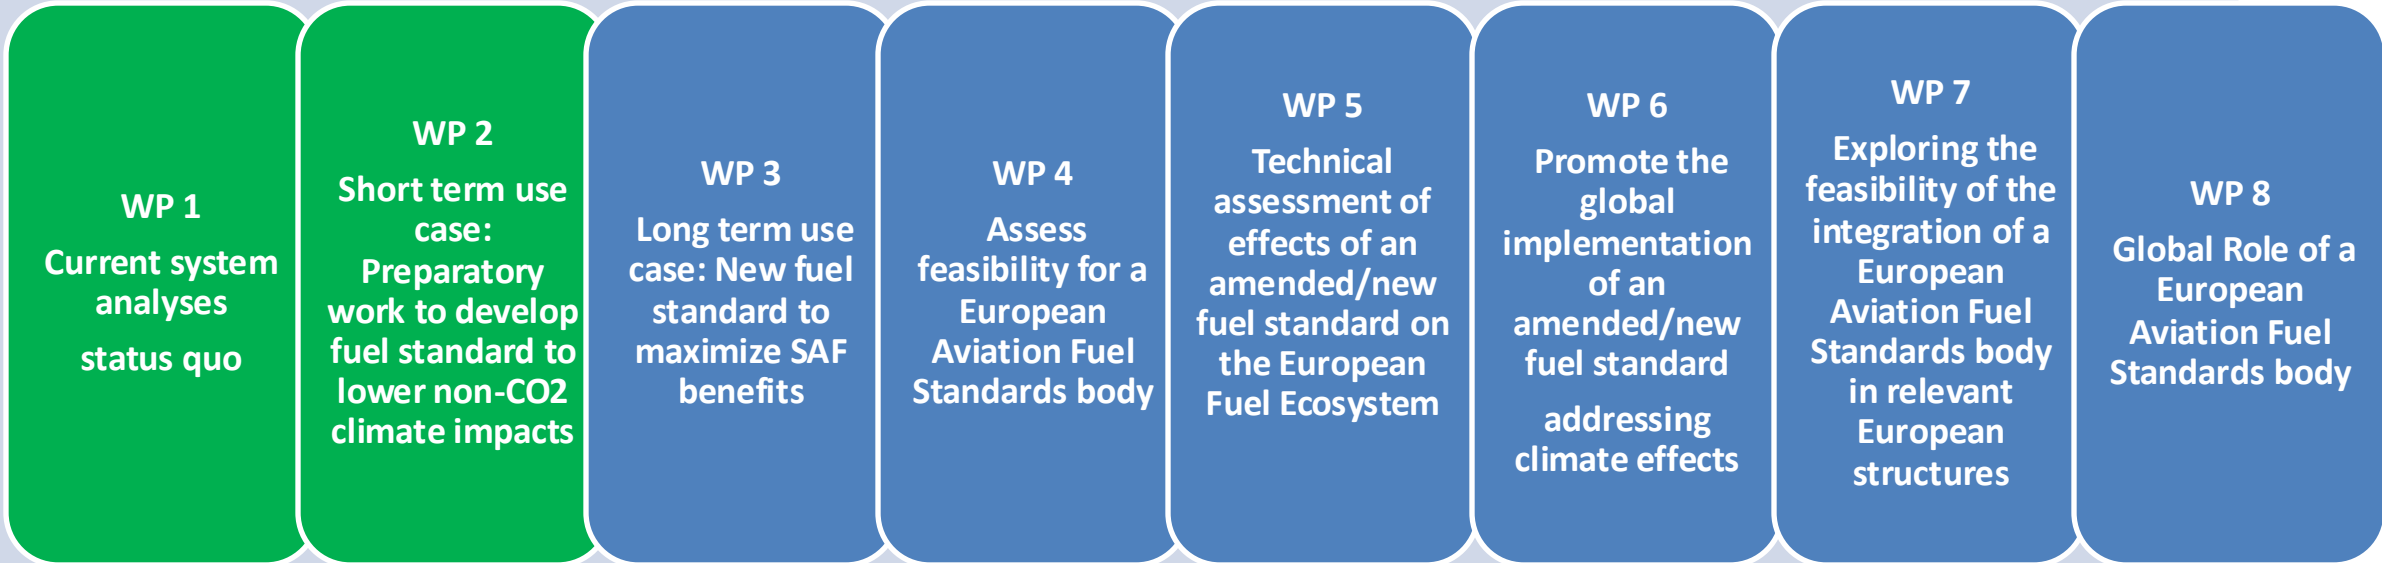 WP 1
Current system
analyses
status quo
WP 2
Short term use
case:
Preparatory
work to develop
fuel standard to
lower non-CO2
climate impacts
WP 3
Long term use
case: New fuel
standard to
maximize SAF
benefits
WP 4
Assess
feasibility for a
European
Aviation Fuel
Standards body
WP 5
Technical
assessment of
effects of an
amended/new
fuel standard on
the European
Fuel Ecosystem
WP 6
Promote the
global
implementation
of an
amended/new
fuel standard
addressing
climate effects
WP 7
Exploring the
feasibility of the
integration of a
European
Aviation Fuel
Standards body
in relevant
European
structures
WP 8
Global Role of a
European
Aviation Fuel
Standards body